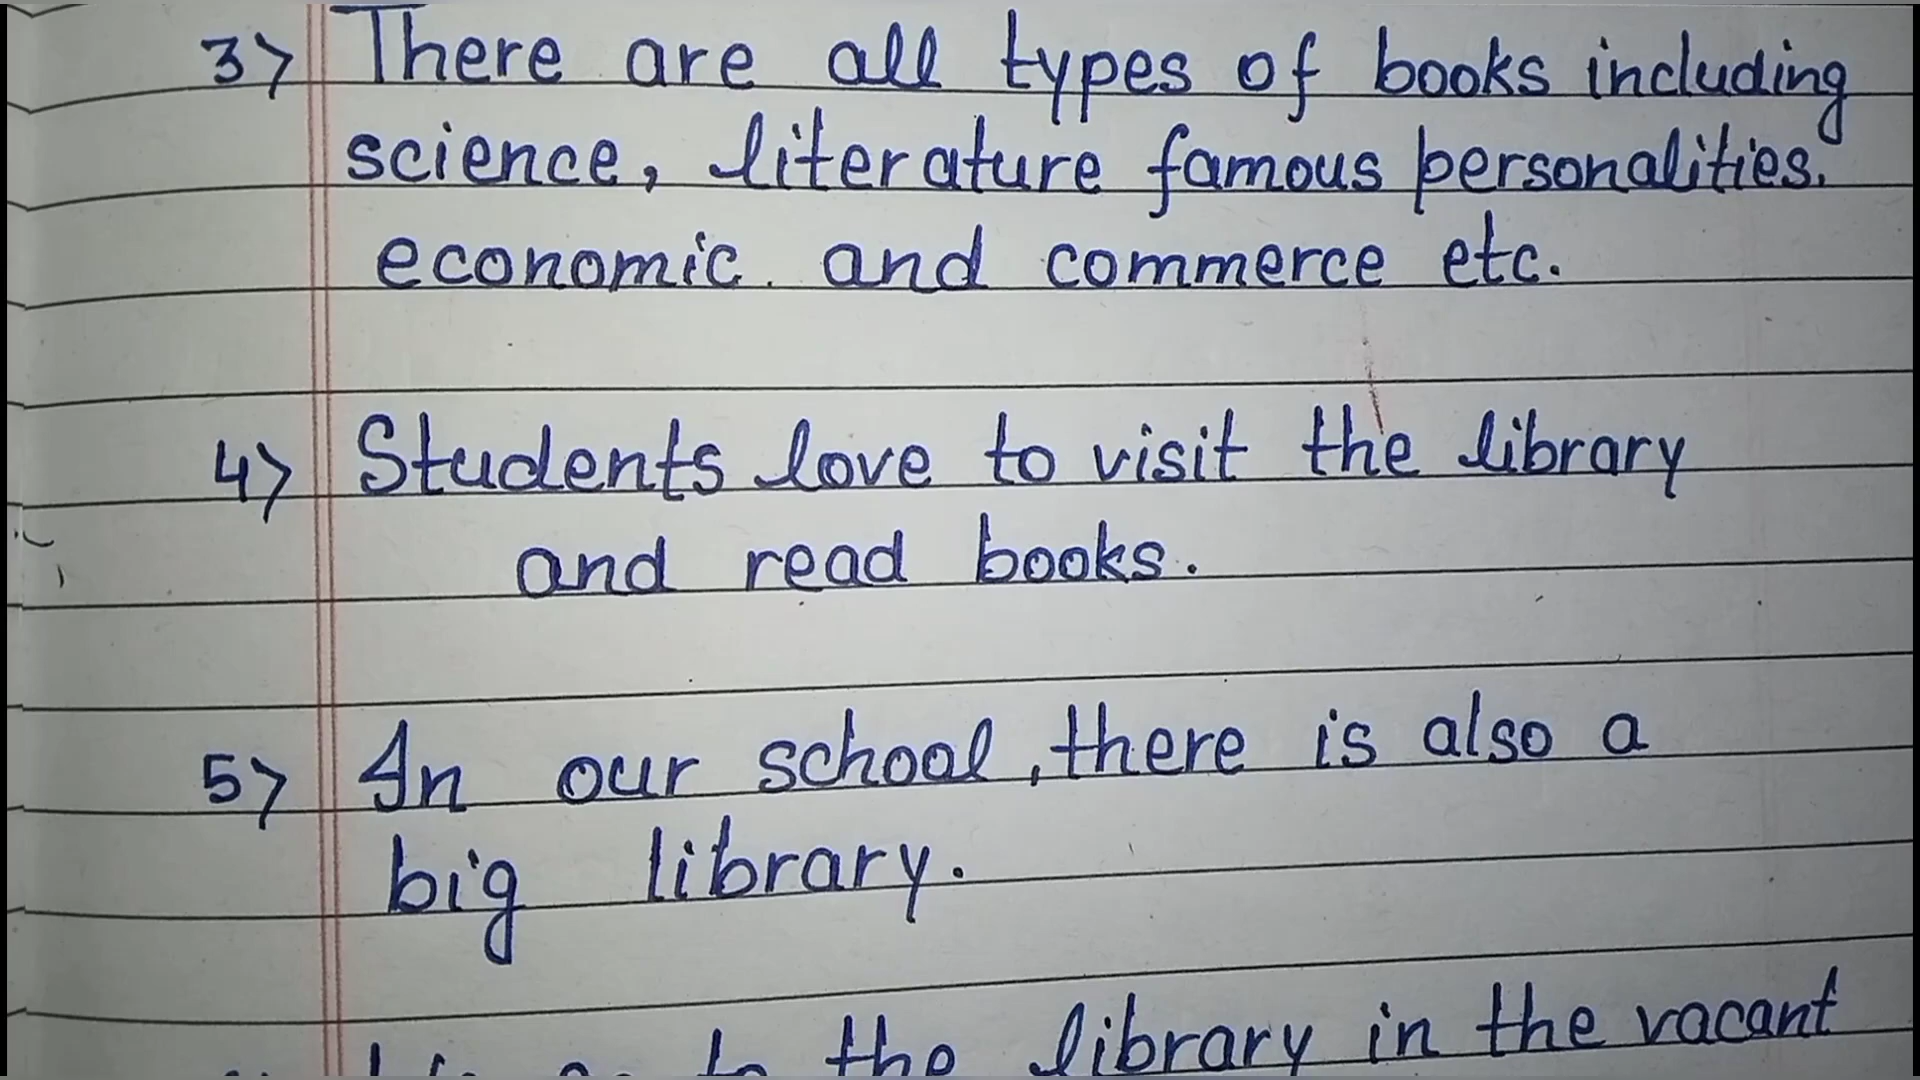 3> There are all types of books including
science, literature famous personalities.
economic. and commerce etc.
4> Students love to visit the library
and read books.
5> In our school, there is also a
big library.
to the library in the vacant